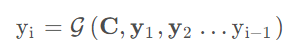 yᵢ = 𝒢 (C, y₁, y₂ … yᵢ₋₁)